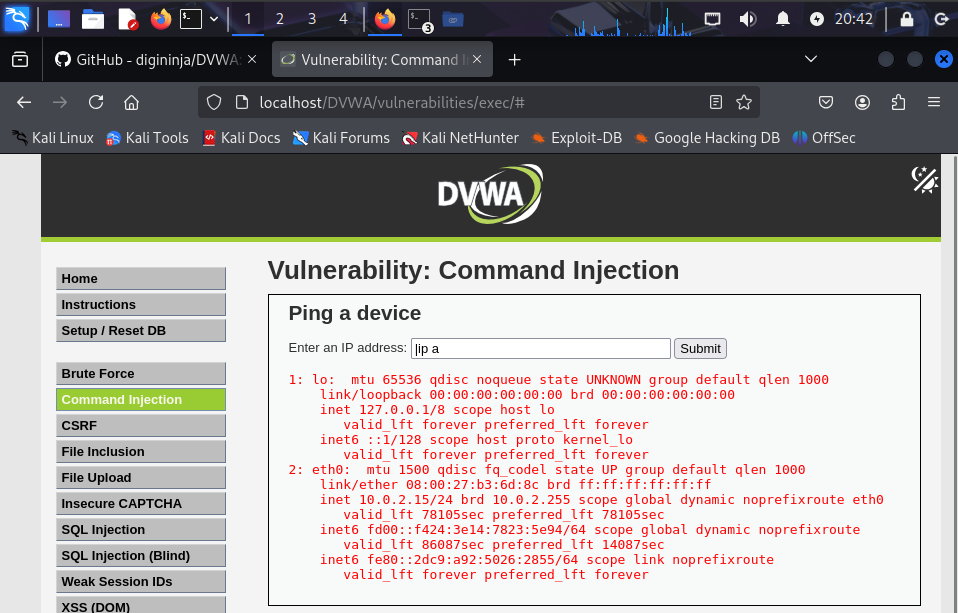 1 2 3 4 3 20:42
GitHub - digininja/DVWA: Vulnerability: Command I
localhost/DVWA/vulnerabilities/exec/#
Kali Linux Kali Tools Kali Docs Kali Forums Kali NetHunter Exploit-DB Google Hacking DB OffSec
DVWA
Vulnerability: Command Injection
Home
Instructions
Setup / Reset DB
Brute Force
Command Injection
CSRF
File Inclusion
File Upload
Insecure CAPTCHA
SQL Injection
SQL Injection (Blind)
Weak Session IDs
XSS (DOM)
Ping a device
Enter an IP address: |ip a Submit
1: lo:  mtu 65536 qdisc noqueue state UNKNOWN group default qlen 1000
    link/loopback 00:00:00:00:00:00 brd 00:00:00:00:00:00
    inet 127.0.0.1/8 scope host lo
       valid_lft forever preferred_lft forever
    inet6 ::1/128 scope host proto kernel_lo
       valid_lft forever preferred_lft forever
2: eth0:  mtu 1500 qdisc fq_codel state UP group default qlen 1000
    link/ether 08:00:27:b3:6d:8c brd ff:ff:ff:ff:ff:ff
    inet 10.0.2.15/24 brd 10.0.2.255 scope global dynamic noprefixroute eth0
       valid_lft 78105sec preferred_lft 78105sec
    inet6 fd00::f424:3e14:7823:5e94/64 scope global dynamic noprefixroute
       valid_lft 86087sec preferred_lft 14087sec
    inet6 fe80::2dc9:a92:5026:2855/64 scope link noprefixroute
       valid_lft forever preferred_lft forever